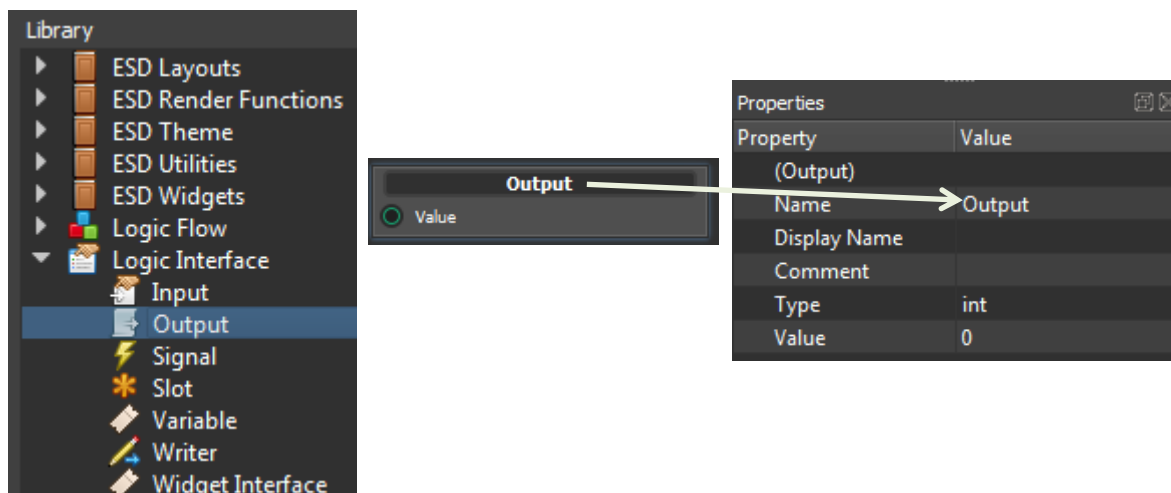 Library
ESD Layouts
ESD Render Functions
ESD Theme
ESD Utilities
ESD Widgets
Logic Flow
Logic Interface
Input
Output
Signal
Slot
Variable
Writer
Widget Interface
Output
Value
Properties
Property Value
(Output)
Name Output
Display Name
Comment
Type int
Value 0